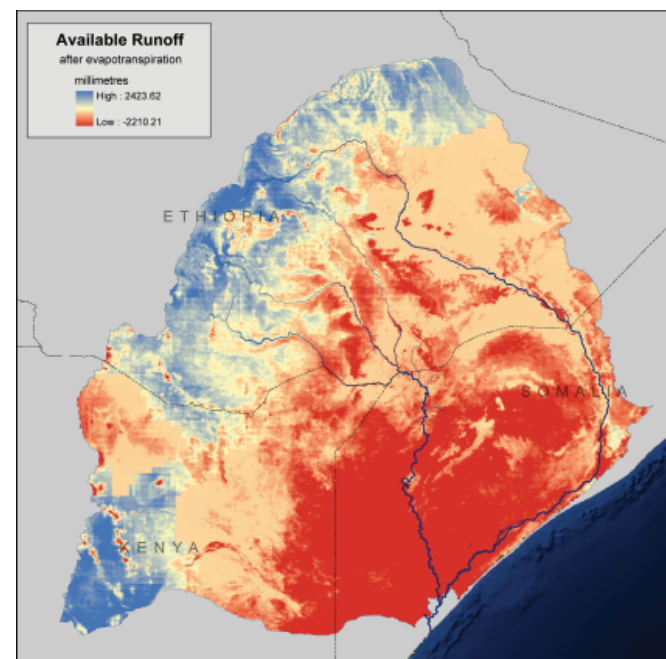 Available Runoff
after evapotranspiration
millimetres
High : 2423.62
Low : -2210.21
ETHIOPIA
SOMALIA
KENYA